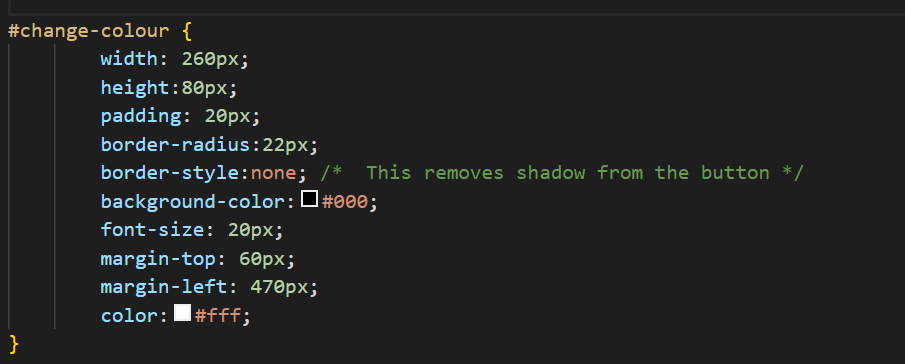 #change-colour {
width: 260px;
height:80px;
padding: 20px;
border-radius:22px;
border-style:none; /*  This removes shadow from the button */
background-color: #000;
font-size: 20px;
margin-top: 60px;
margin-left: 470px;
color: #fff;
}